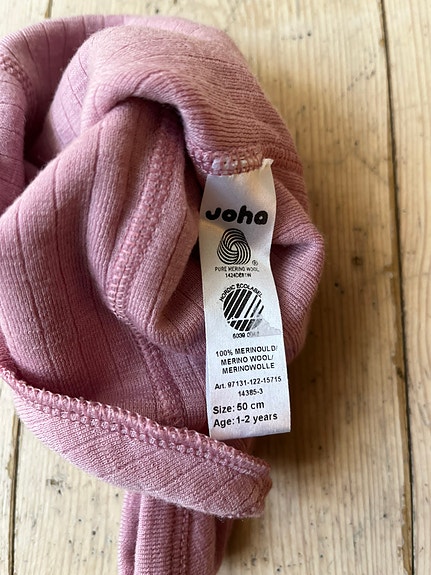 Joha
®
PURE MERINO WOOL
NORDIC ECOLABEL
100% MERINOULD/
MERINO WOOL/
MERINOWOLLE
Art. 97131-122-15715
14385-3
Size: 50 cm
Age: 1-2 years